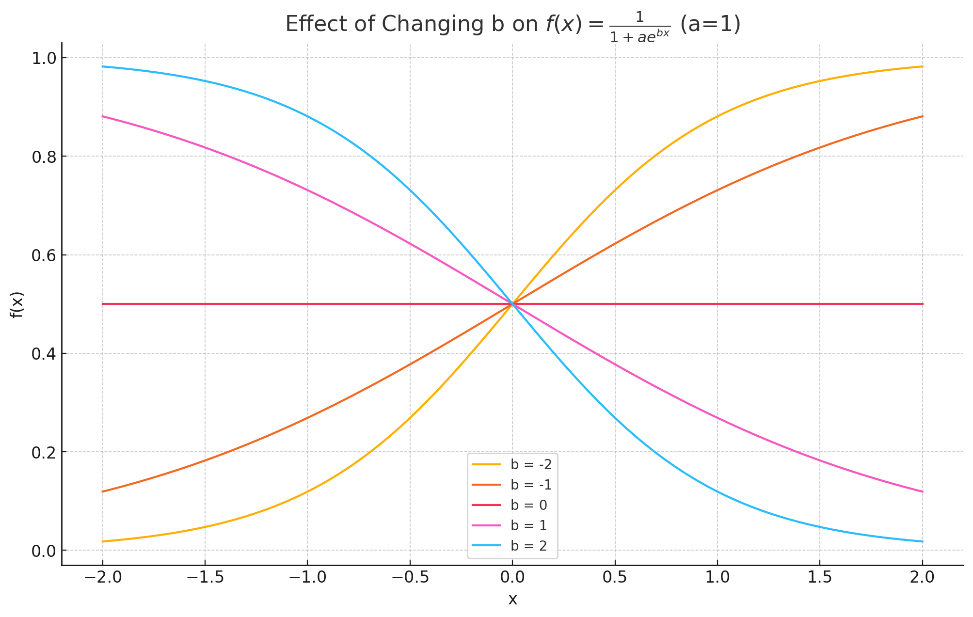 Effect of Changing b on f(x) = \frac{1}{1 + ae^{bx}} (a=1)
f(x)
1.0
0.8
0.6
0.4
0.2
0.0
b = -2
b = -1
b = 0
b = 1
b = 2
−2.0 −1.5 −1.0 −0.5 0.0 0.5 1.0 1.5 2.0
x